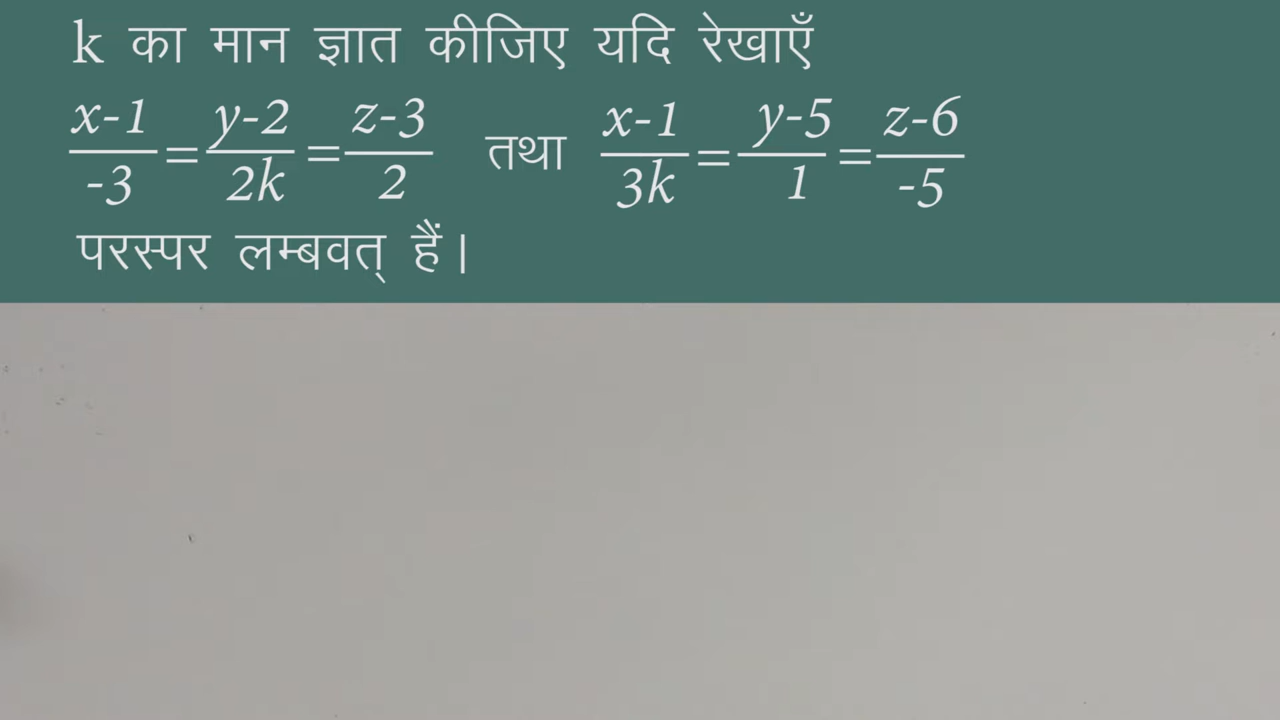 k का मान ज्ञात कीजिए यदि रेखाएँ
x-1/-3 = y-2/2k = z-3/2 तथा x-1/3k = y-5/1 = z-6/-5
परस्पर लम्बवत् हैं।